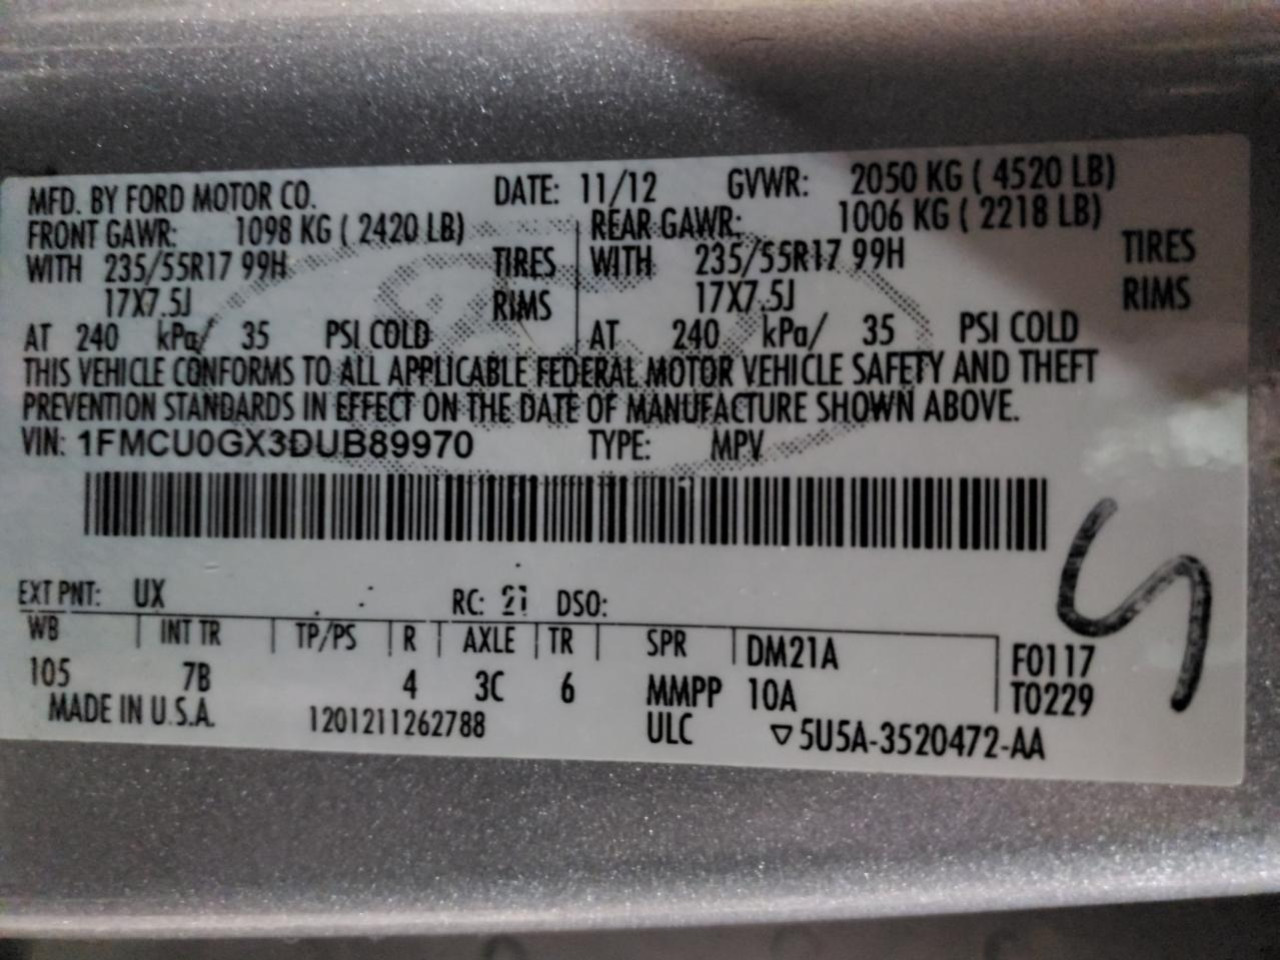 MFD. BY FORD MOTOR CO. DATE: 11/12 GVWR: 2050 KG ( 4520 LB)
FRONT GAWR: 1098 KG ( 2420 LB) REAR GAWR: 1006 KG ( 2218 LB)
WITH 235/55R17 99H TIRES WITH 235/55R17 99H TIRES
17X7.5J RIMS 17X7.5J RIMS
AT 240 kPa/ 35 PSI COLD AT 240 kPa/ 35 PSI COLD
THIS VEHICLE CONFORMS TO ALL APPLICABLE FEDERAL MOTOR VEHICLE SAFETY AND THEFT
PREVENTION STANDARDS IN EFFECT ON THE DATE OF MANUFACTURE SHOWN ABOVE.
VIN: 1FMCU0GX3DUB89970 TYPE: MPV
EXT PNT: UX RC: 21 DSO:
WB INT TR TP/PS R AXLE TR SPR DM21A F0117
105 7B 4 3C 6 MMPP 10A T0229
MADE IN U.S.A. 1201211262788 ULC ▽5U5A-3520472-AA